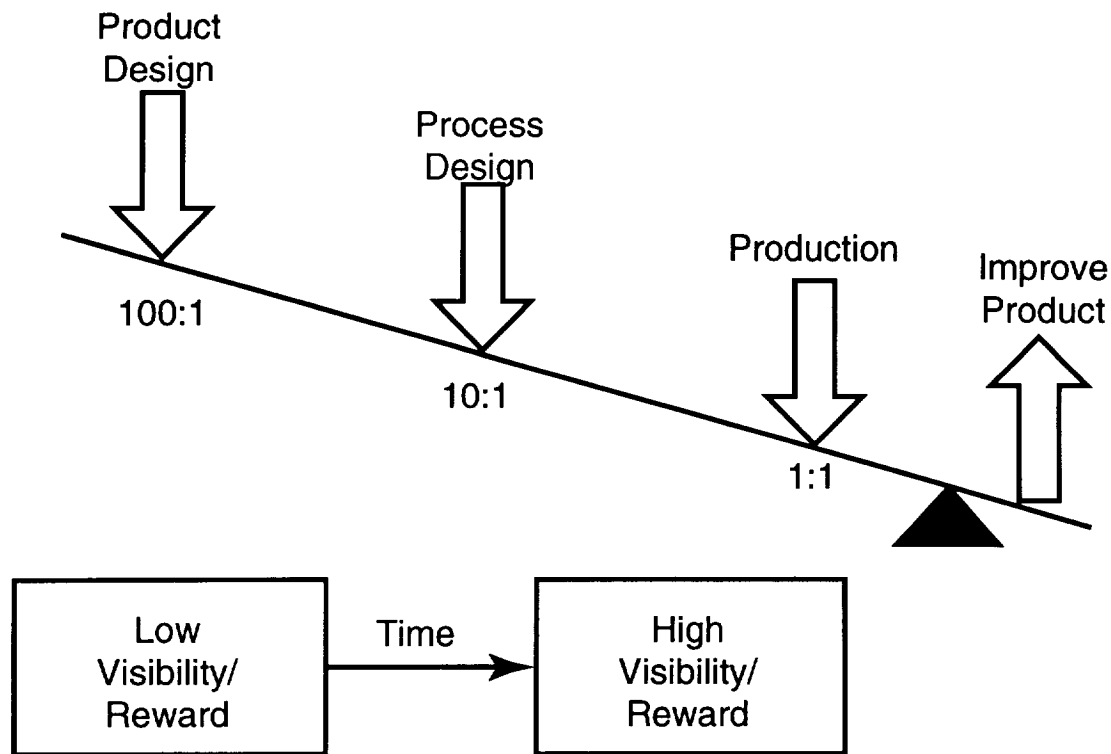 Product
Design
Process
Design
Production
Improve
Product
100:1
10:1
1:1
Low
Visibility/
Reward
Time
High
Visibility/
Reward